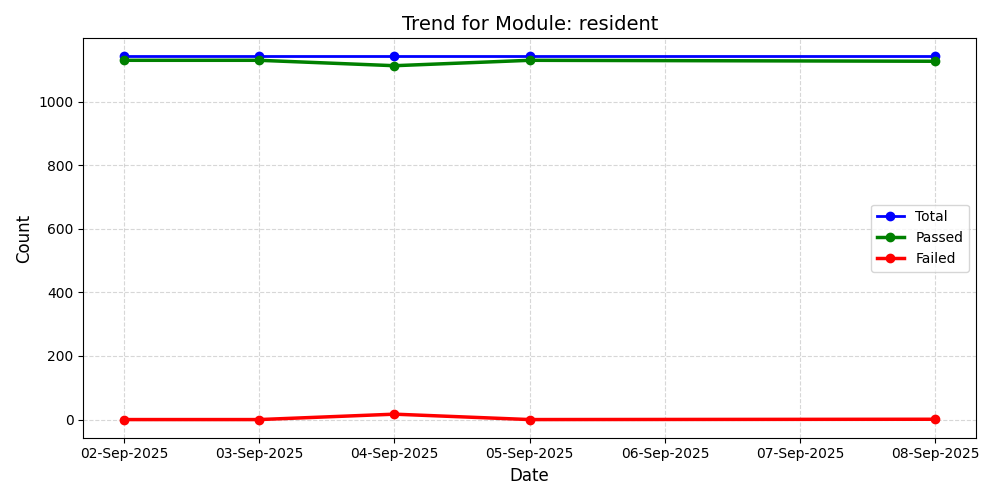 Trend for Module: resident
Count
1000
800
600
400
200
0
Total
Passed
Failed
02-Sep-2025
03-Sep-2025
04-Sep-2025
05-Sep-2025
06-Sep-2025
07-Sep-2025
08-Sep-2025
Date